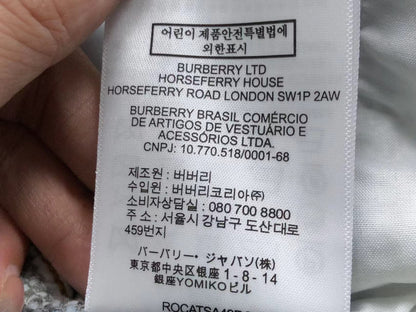 어린이 제품안전특별법에
의한표시
BURBERRY LTD
HORSEFERRY HOUSE
HORSEFERRY ROAD LONDON SW1P 2AW
BURBERRY BRASIL COMÉRCIO
DE ARTIGOS DE VESTUÁRIO E
ACESSÓRIOS LTDA.
CNPJ: 10.770.518/0001-68
제조원 : 버버리
수입원 : 버버리코리아㈜
소비자상담실 : 080 700 8800
주 소 : 서울시 강남구 도산대로
459번지
バーバリー・ジャパン(株)
東京都中央区銀座 1 - 8 - 14
銀座YOMIKOビル